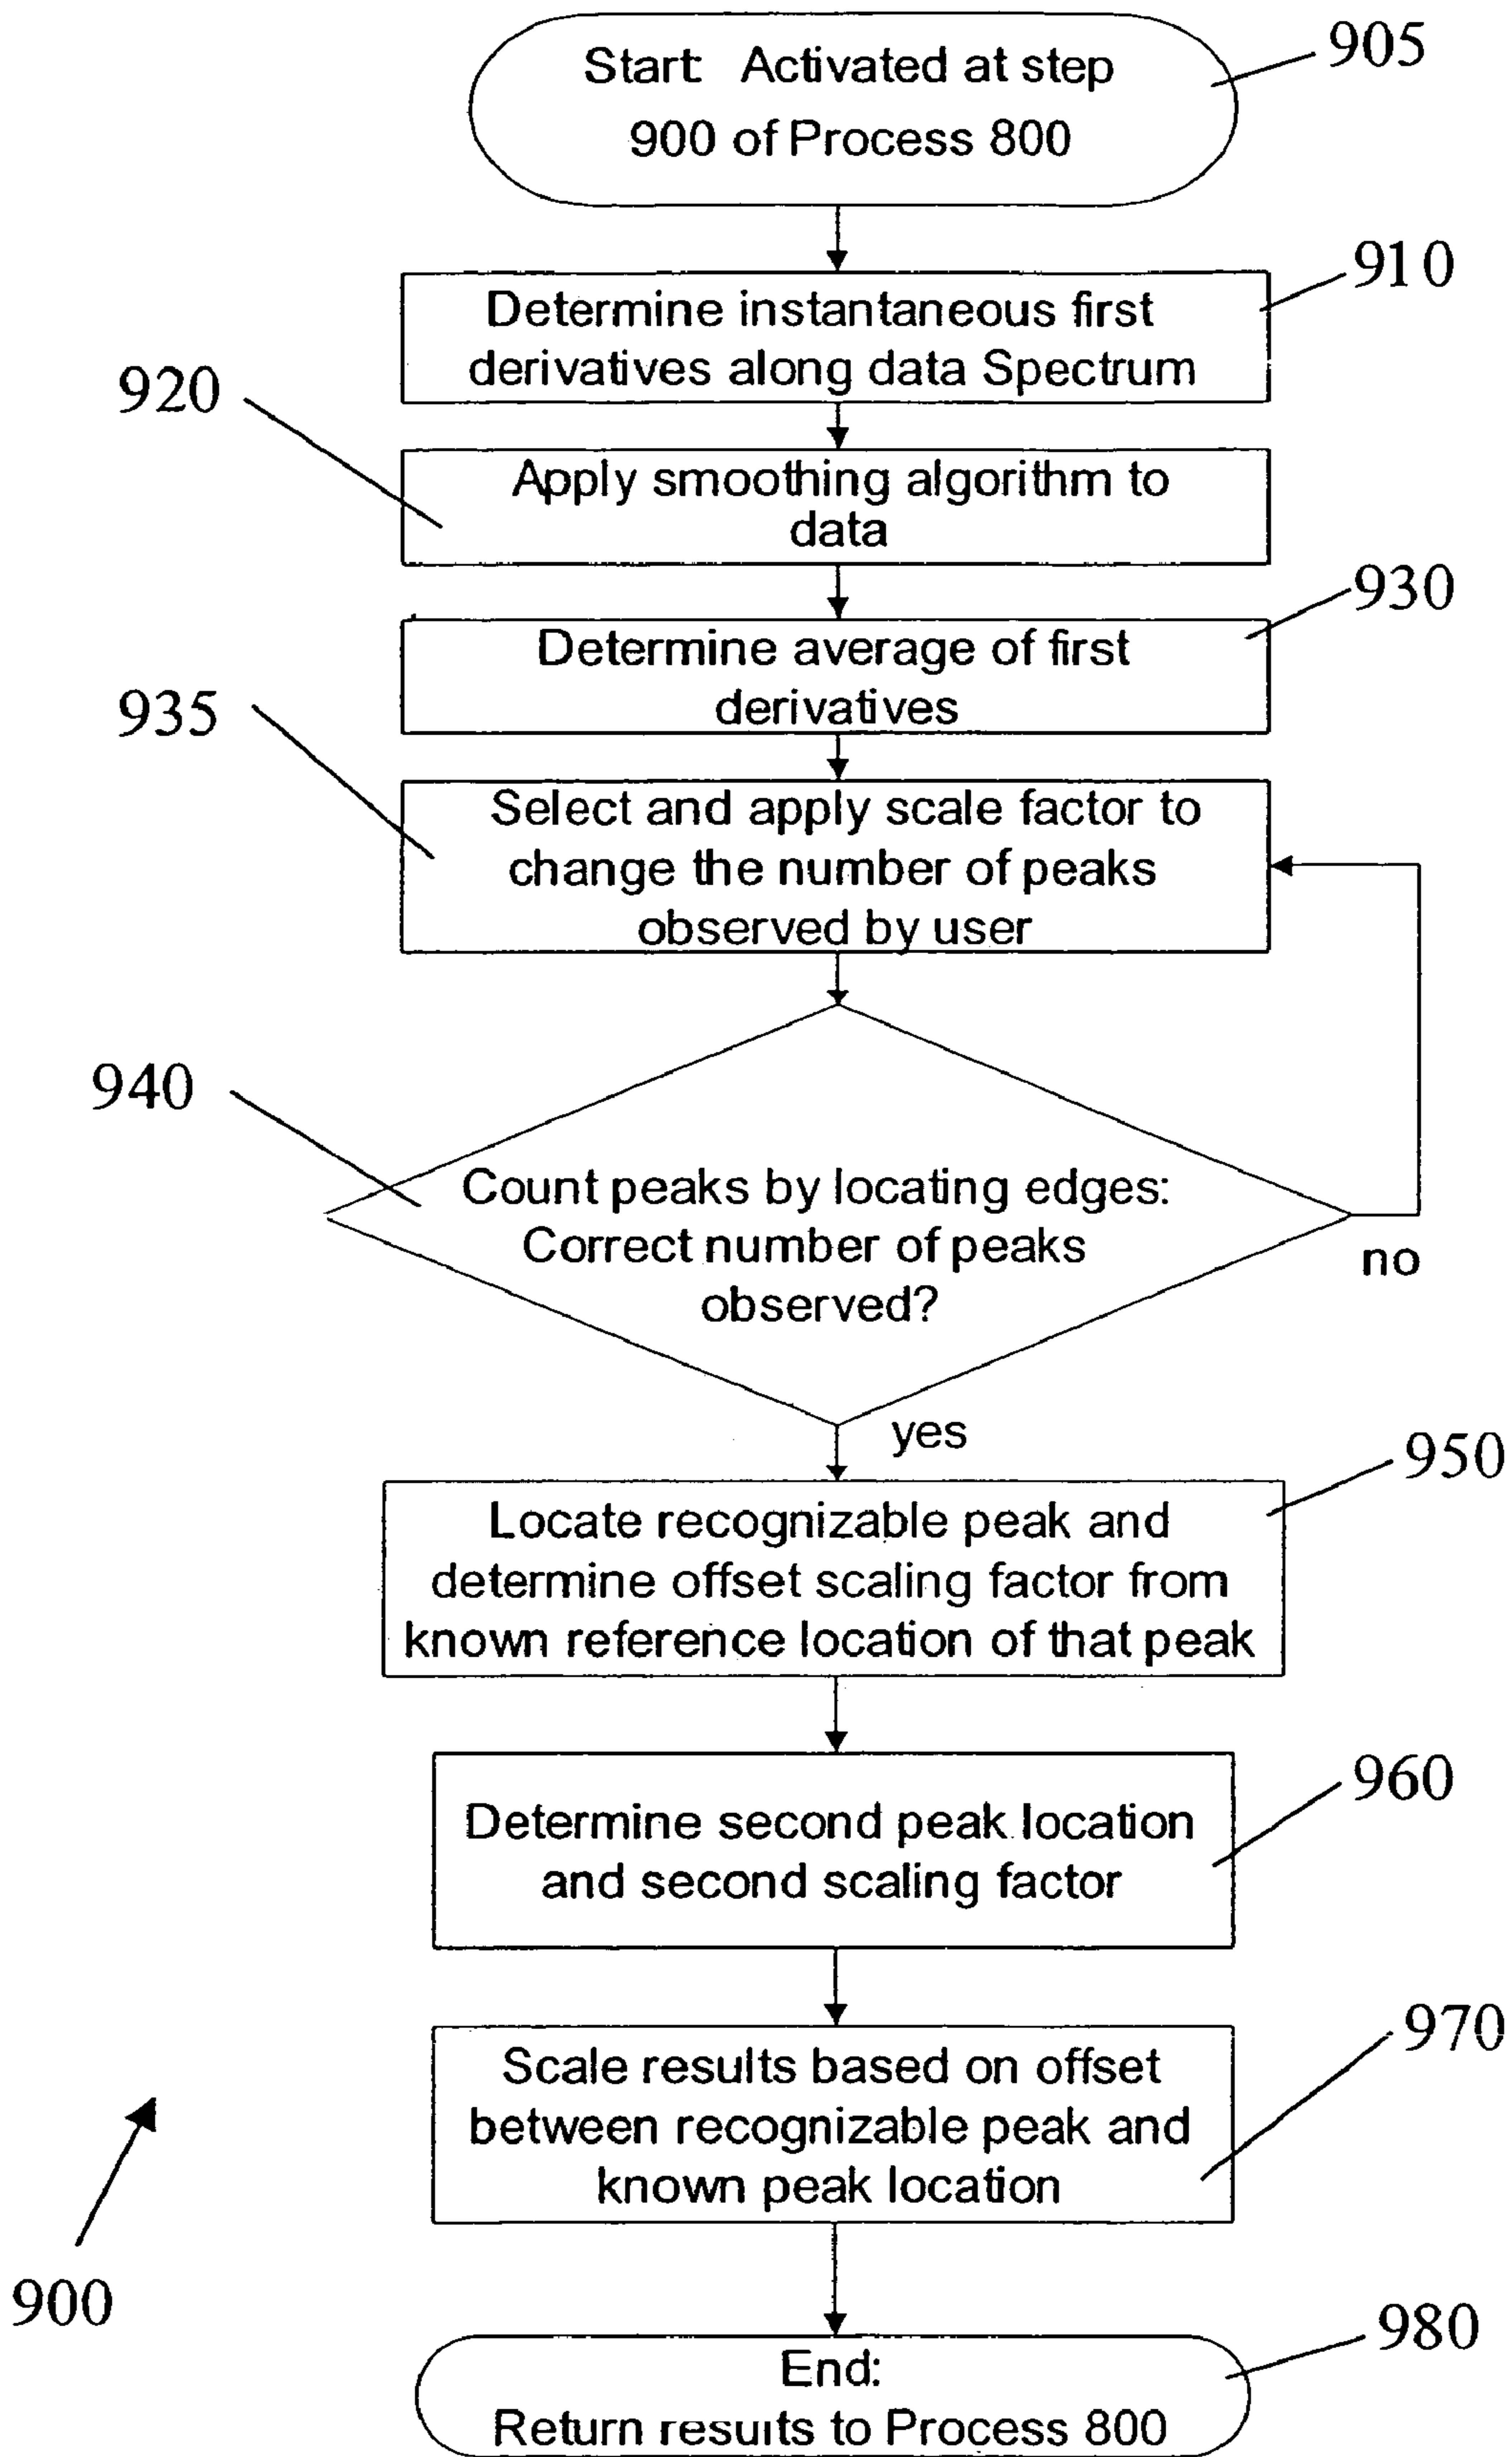 Start: Activated at step
900 of Process 800
905
Determine instantaneous first
derivatives along data Spectrum
910
920
Apply smoothing algorithm to
data
930
Determine average of first
derivatives
935
Select and apply scale factor to
change the number of peaks
observed by user
940
Count peaks by locating edges:
Correct number of peaks
observed?
no
yes
950
Locate recognizable peak and
determine offset scaling factor from
known reference location of that peak
960
Determine second peak location
and second scaling factor
970
Scale results based on offset
between recognizable peak and
known peak location
900
980
End:
Return results to Process 800